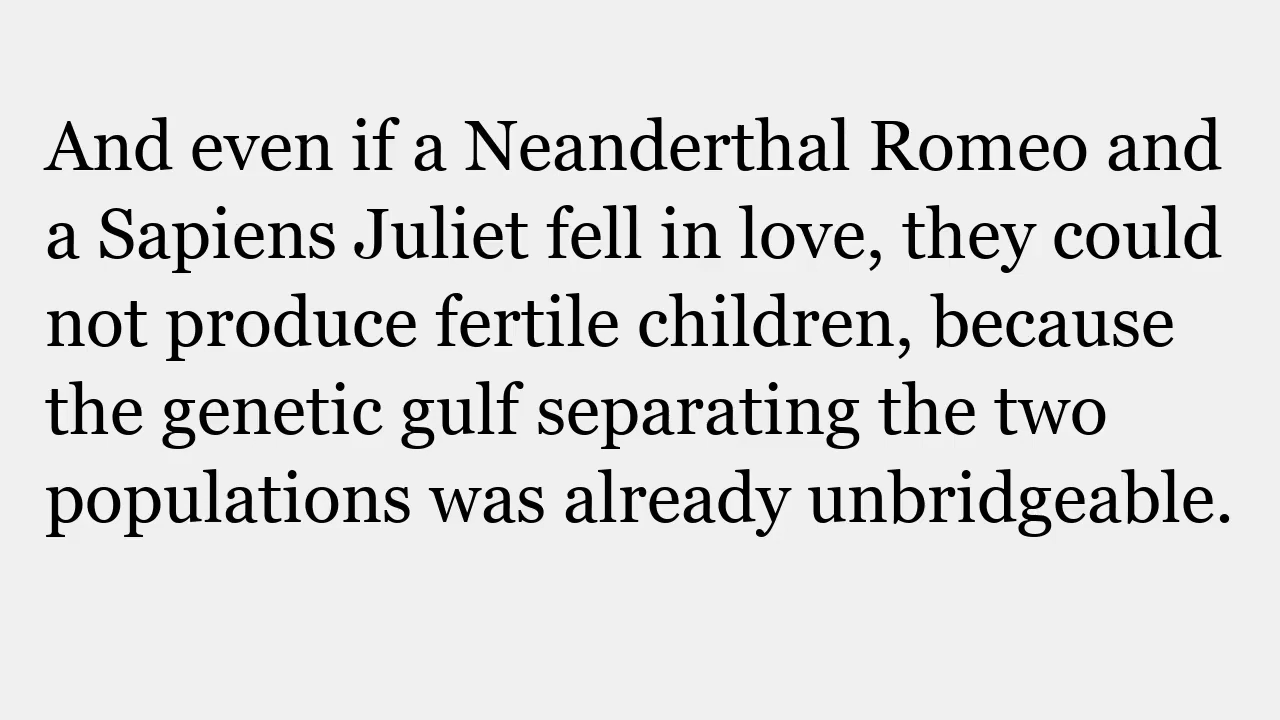 And even if a Neanderthal Romeo and
a Sapiens Juliet fell in love, they could
not produce fertile children, because
the genetic gulf separating the two
populations was already unbridgeable.